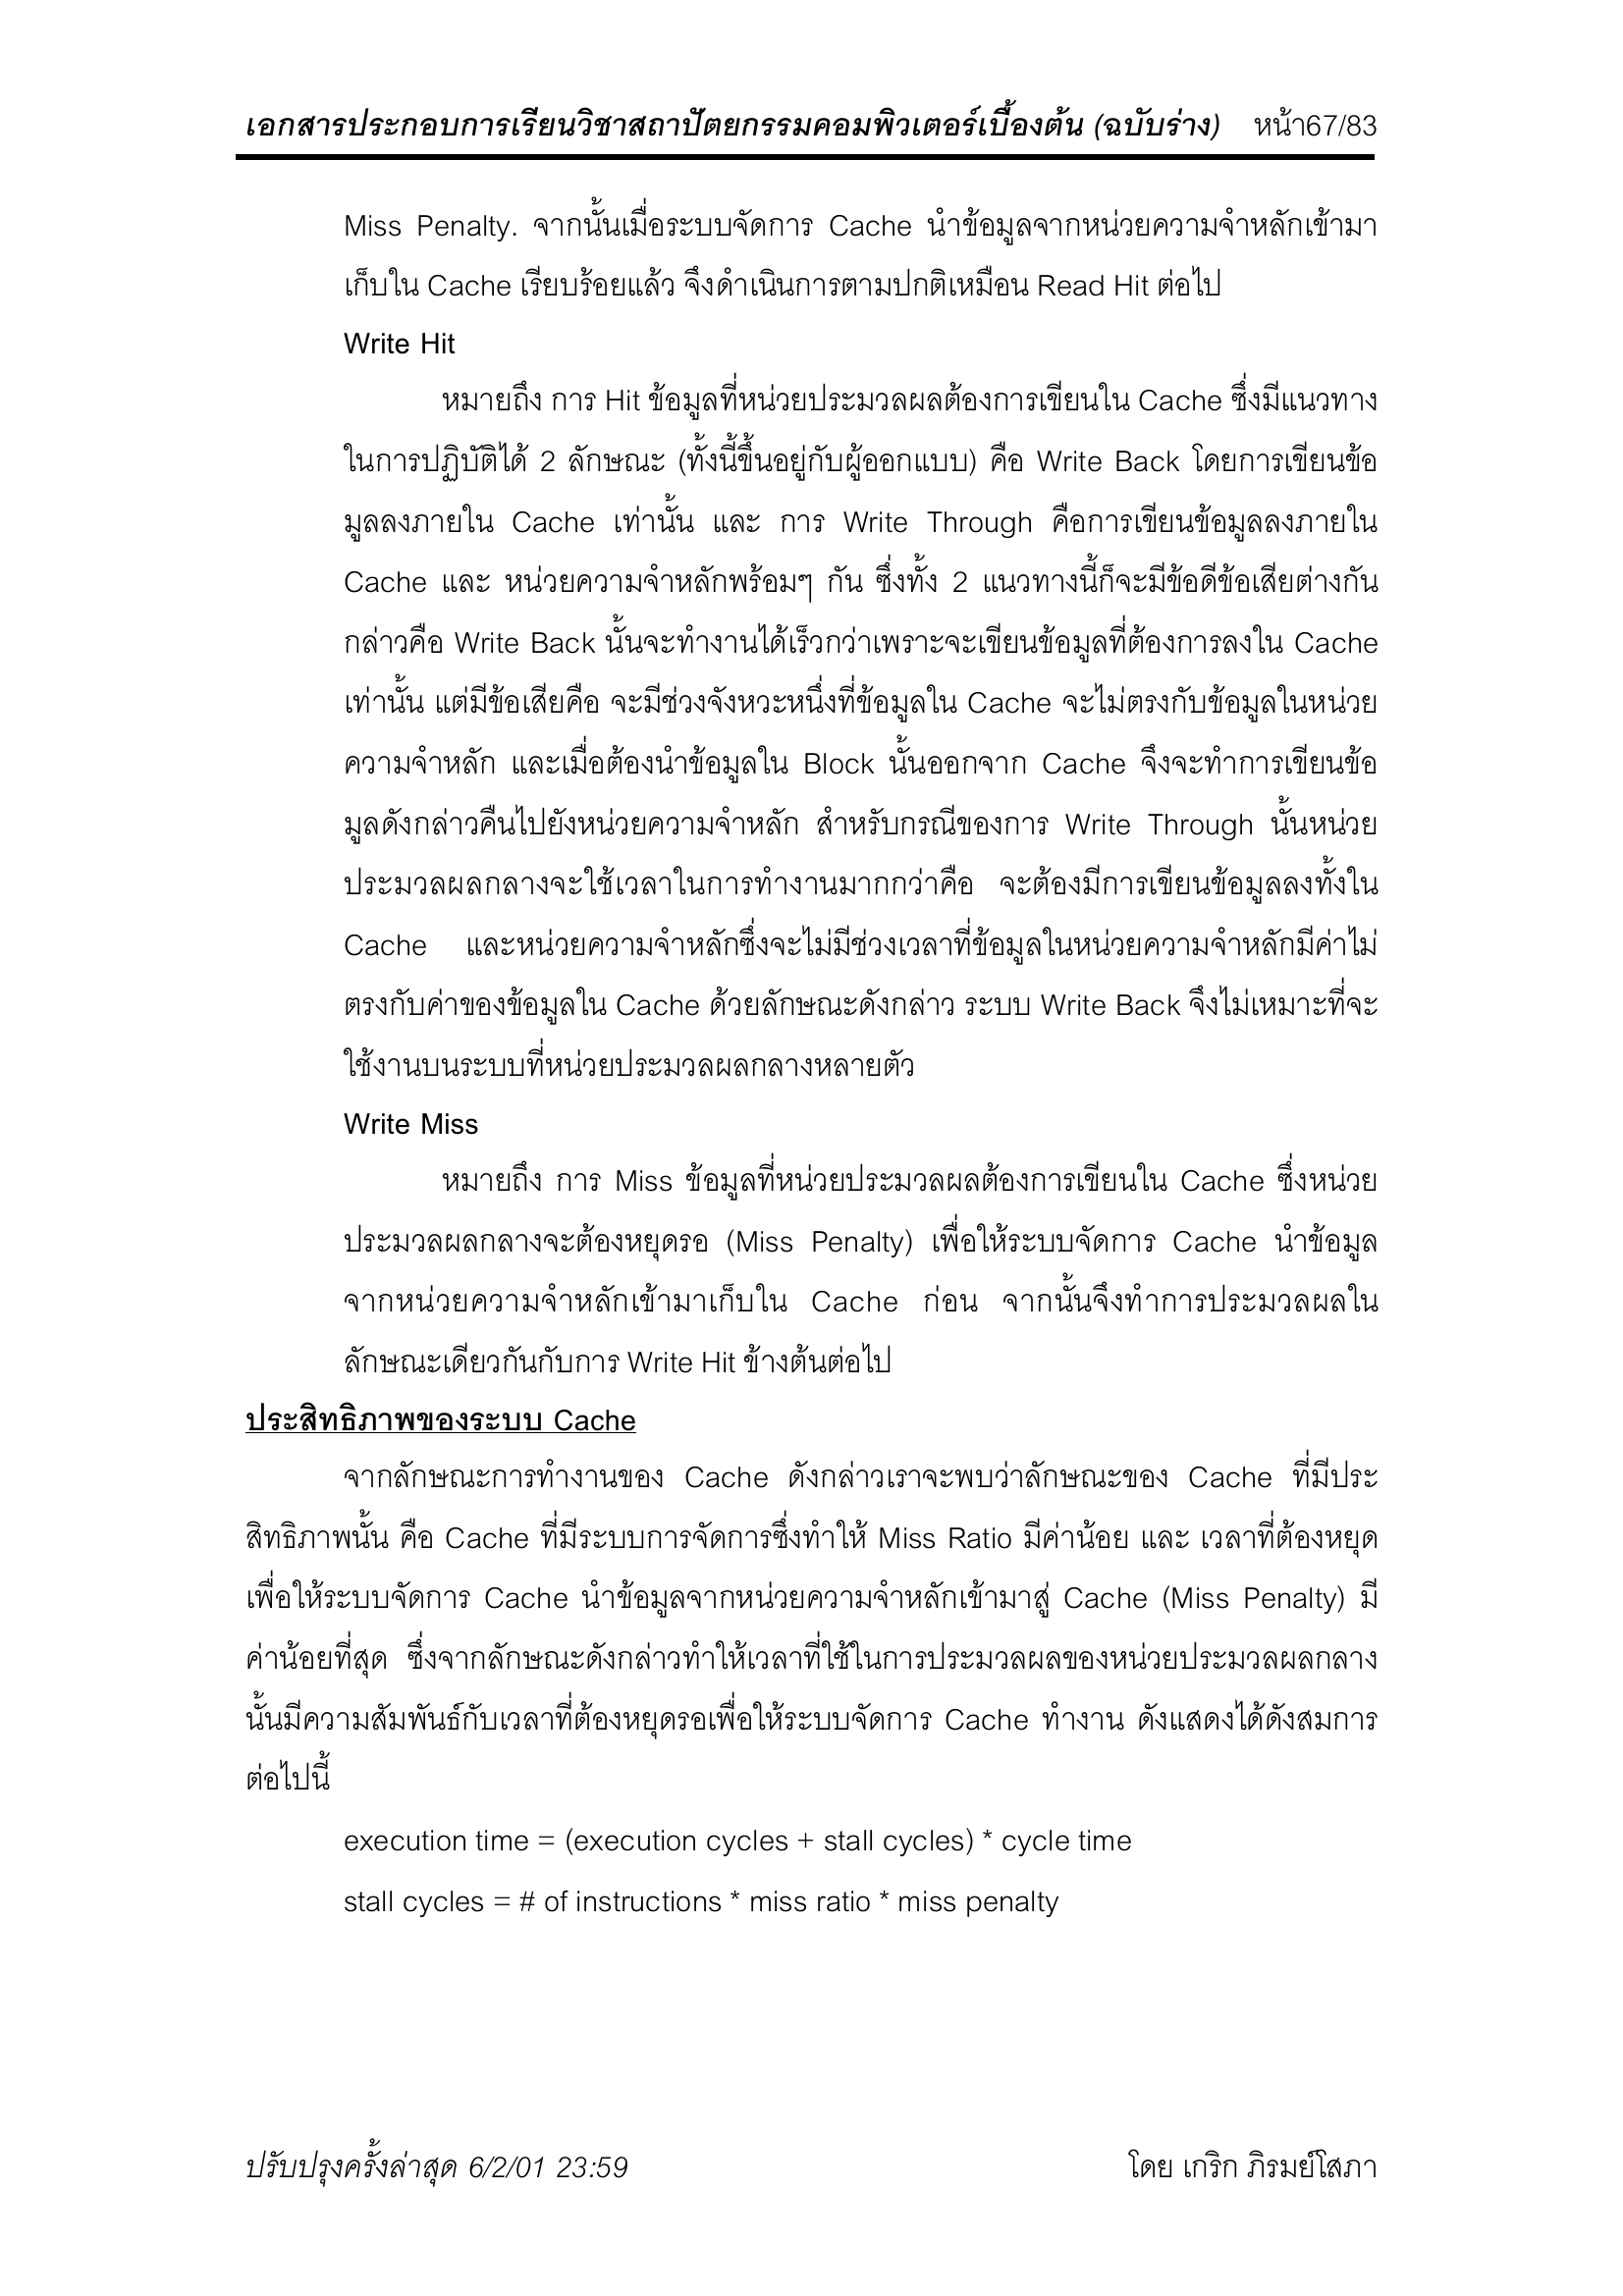 เอกสารประกอบการเรียนวิชาสถาปัตยกรรมคอมพิวเตอร์เบื้องต้น (ฉบับร่าง) หน้า67/83
Miss Penalty. จากนั้นเมื่อระบบจัดการ Cache นำข้อมูลจากหน่วยความจำหลักเข้ามา
เก็บใน Cache เรียบร้อยแล้ว จึงดำเนินการตามปกติเหมือน Read Hit ต่อไป
Write Hit
หมายถึง การ Hit ข้อมูลที่หน่วยประมวลผลต้องการเขียนใน Cache ซึ่งมีแนวทาง
ในการปฏิบัติได้ 2 ลักษณะ (ทั้งนี้ขึ้นอยู่กับผู้ออกแบบ) คือ Write Back โดยการเขียนข้อ
มูลลงภายใน Cache เท่านั้น และ การ Write Through คือการเขียนข้อมูลลงภายใน
Cache และ หน่วยความจำหลักพร้อมๆ กัน ซึ่งทั้ง 2 แนวทางนี้ก็จะมีข้อดีข้อเสียต่างกัน
กล่าวคือ Write Back นั้นจะทำงานได้เร็วกว่าเพราะจะเขียนข้อมูลที่ต้องการลงใน Cache
เท่านั้น แต่มีข้อเสียคือ จะมีช่วงจังหวะหนึ่งที่ข้อมูลใน Cache จะไม่ตรงกับข้อมูลในหน่วย
ความจำหลัก และเมื่อต้องนำข้อมูลใน Block นั้นออกจาก Cache จึงจะทำการเขียนข้อ
มูลดังกล่าวคืนไปยังหน่วยความจำหลัก สำหรับกรณีของการ Write Through นั้นหน่วย
ประมวลผลกลางจะใช้เวลาในการทำงานมากกว่าคือ จะต้องมีการเขียนข้อมูลลงทั้งใน
Cache และหน่วยความจำหลักซึ่งจะไม่มีช่วงเวลาที่ข้อมูลในหน่วยความจำหลักมีค่าไม่
ตรงกับค่าของข้อมูลใน Cache ด้วยลักษณะดังกล่าว ระบบ Write Back จึงไม่เหมาะที่จะ
ใช้งานบนระบบที่หน่วยประมวลผลกลางหลายตัว
Write Miss
หมายถึง การ Miss ข้อมูลที่หน่วยประมวลผลต้องการเขียนใน Cache ซึ่งหน่วย
ประมวลผลกลางจะต้องหยุดรอ (Miss Penalty) เพื่อให้ระบบจัดการ Cache นำข้อมูล
จากหน่วยความจำหลักเข้ามาเก็บใน Cache ก่อน จากนั้นจึงทำการประมวลผลใน
ลักษณะเดียวกันกับการ Write Hit ข้างต้นต่อไป
ประสิทธิภาพของระบบ Cache
จากลักษณะการทำงานของ Cache ดังกล่าวเราจะพบว่าลักษณะของ Cache ที่มีประ
สิทธิภาพนั้น คือ Cache ที่มีระบบการจัดการซึ่งทำให้ Miss Ratio มีค่าน้อย และ เวลาที่ต้องหยุด
เพื่อให้ระบบจัดการ Cache นำข้อมูลจากหน่วยความจำหลักเข้ามาสู่ Cache (Miss Penalty) มี
ค่าน้อยที่สุด ซึ่งจากลักษณะดังกล่าวทำให้เวลาที่ใช้ในการประมวลผลของหน่วยประมวลผลกลาง
นั้นมีความสัมพันธ์กับเวลาที่ต้องหยุดรอเพื่อให้ระบบจัดการ Cache ทำงาน ดังแสดงได้ดังสมการ
ต่อไปนี้
execution time = (execution cycles + stall cycles) * cycle time
stall cycles = # of instructions * miss ratio * miss penalty
ปรับปรุงครั้งล่าสุด 6/2/01 23:59 โดย เกริก ภิรมย์โสภา